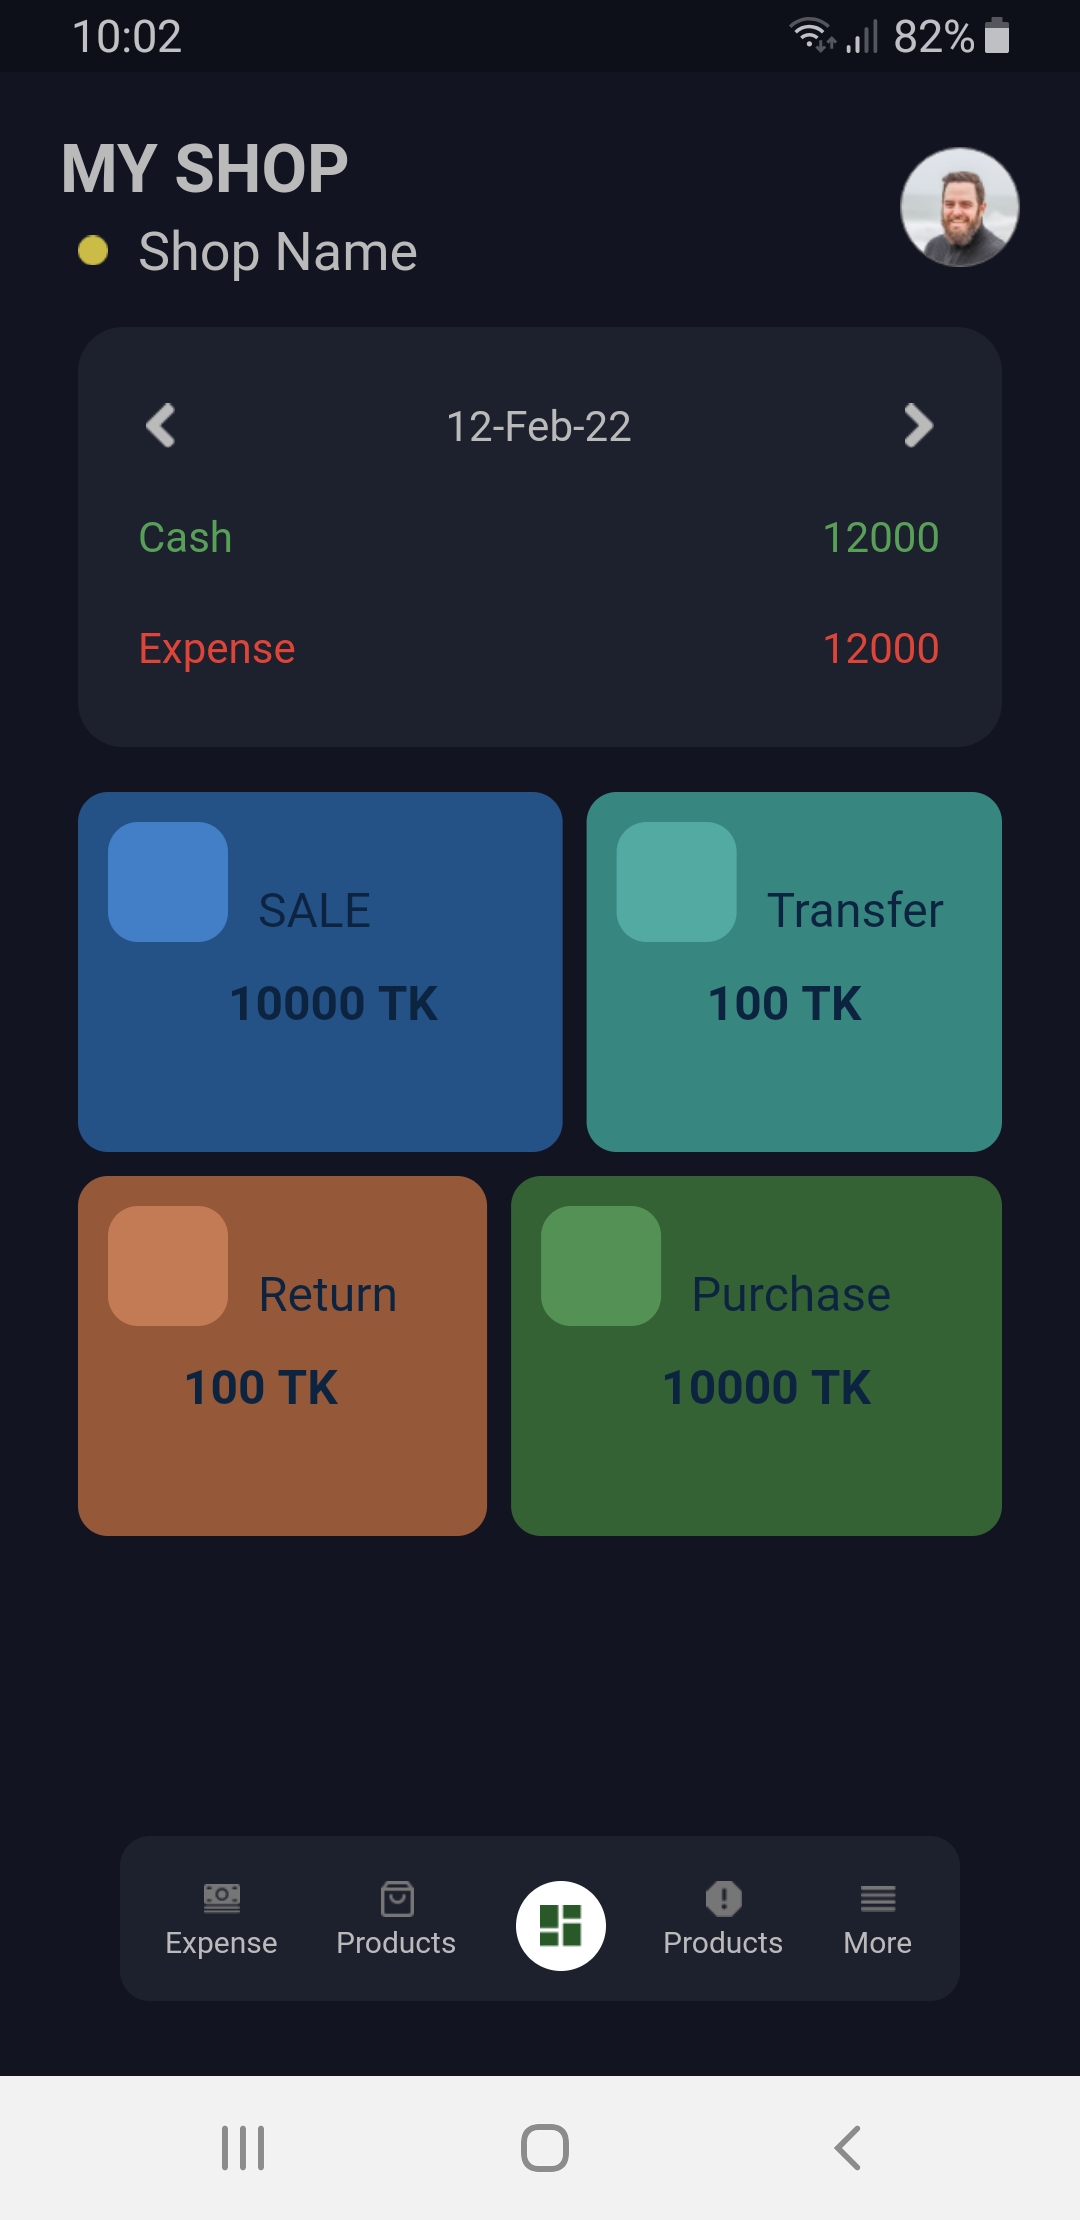 10:02 82%
MY SHOP
Shop Name
12-Feb-22
Cash 12000
Expense 12000
SALE
10000 TK
Transfer
100 TK
Return
100 TK
Purchase
10000 TK
Expense Products Products More